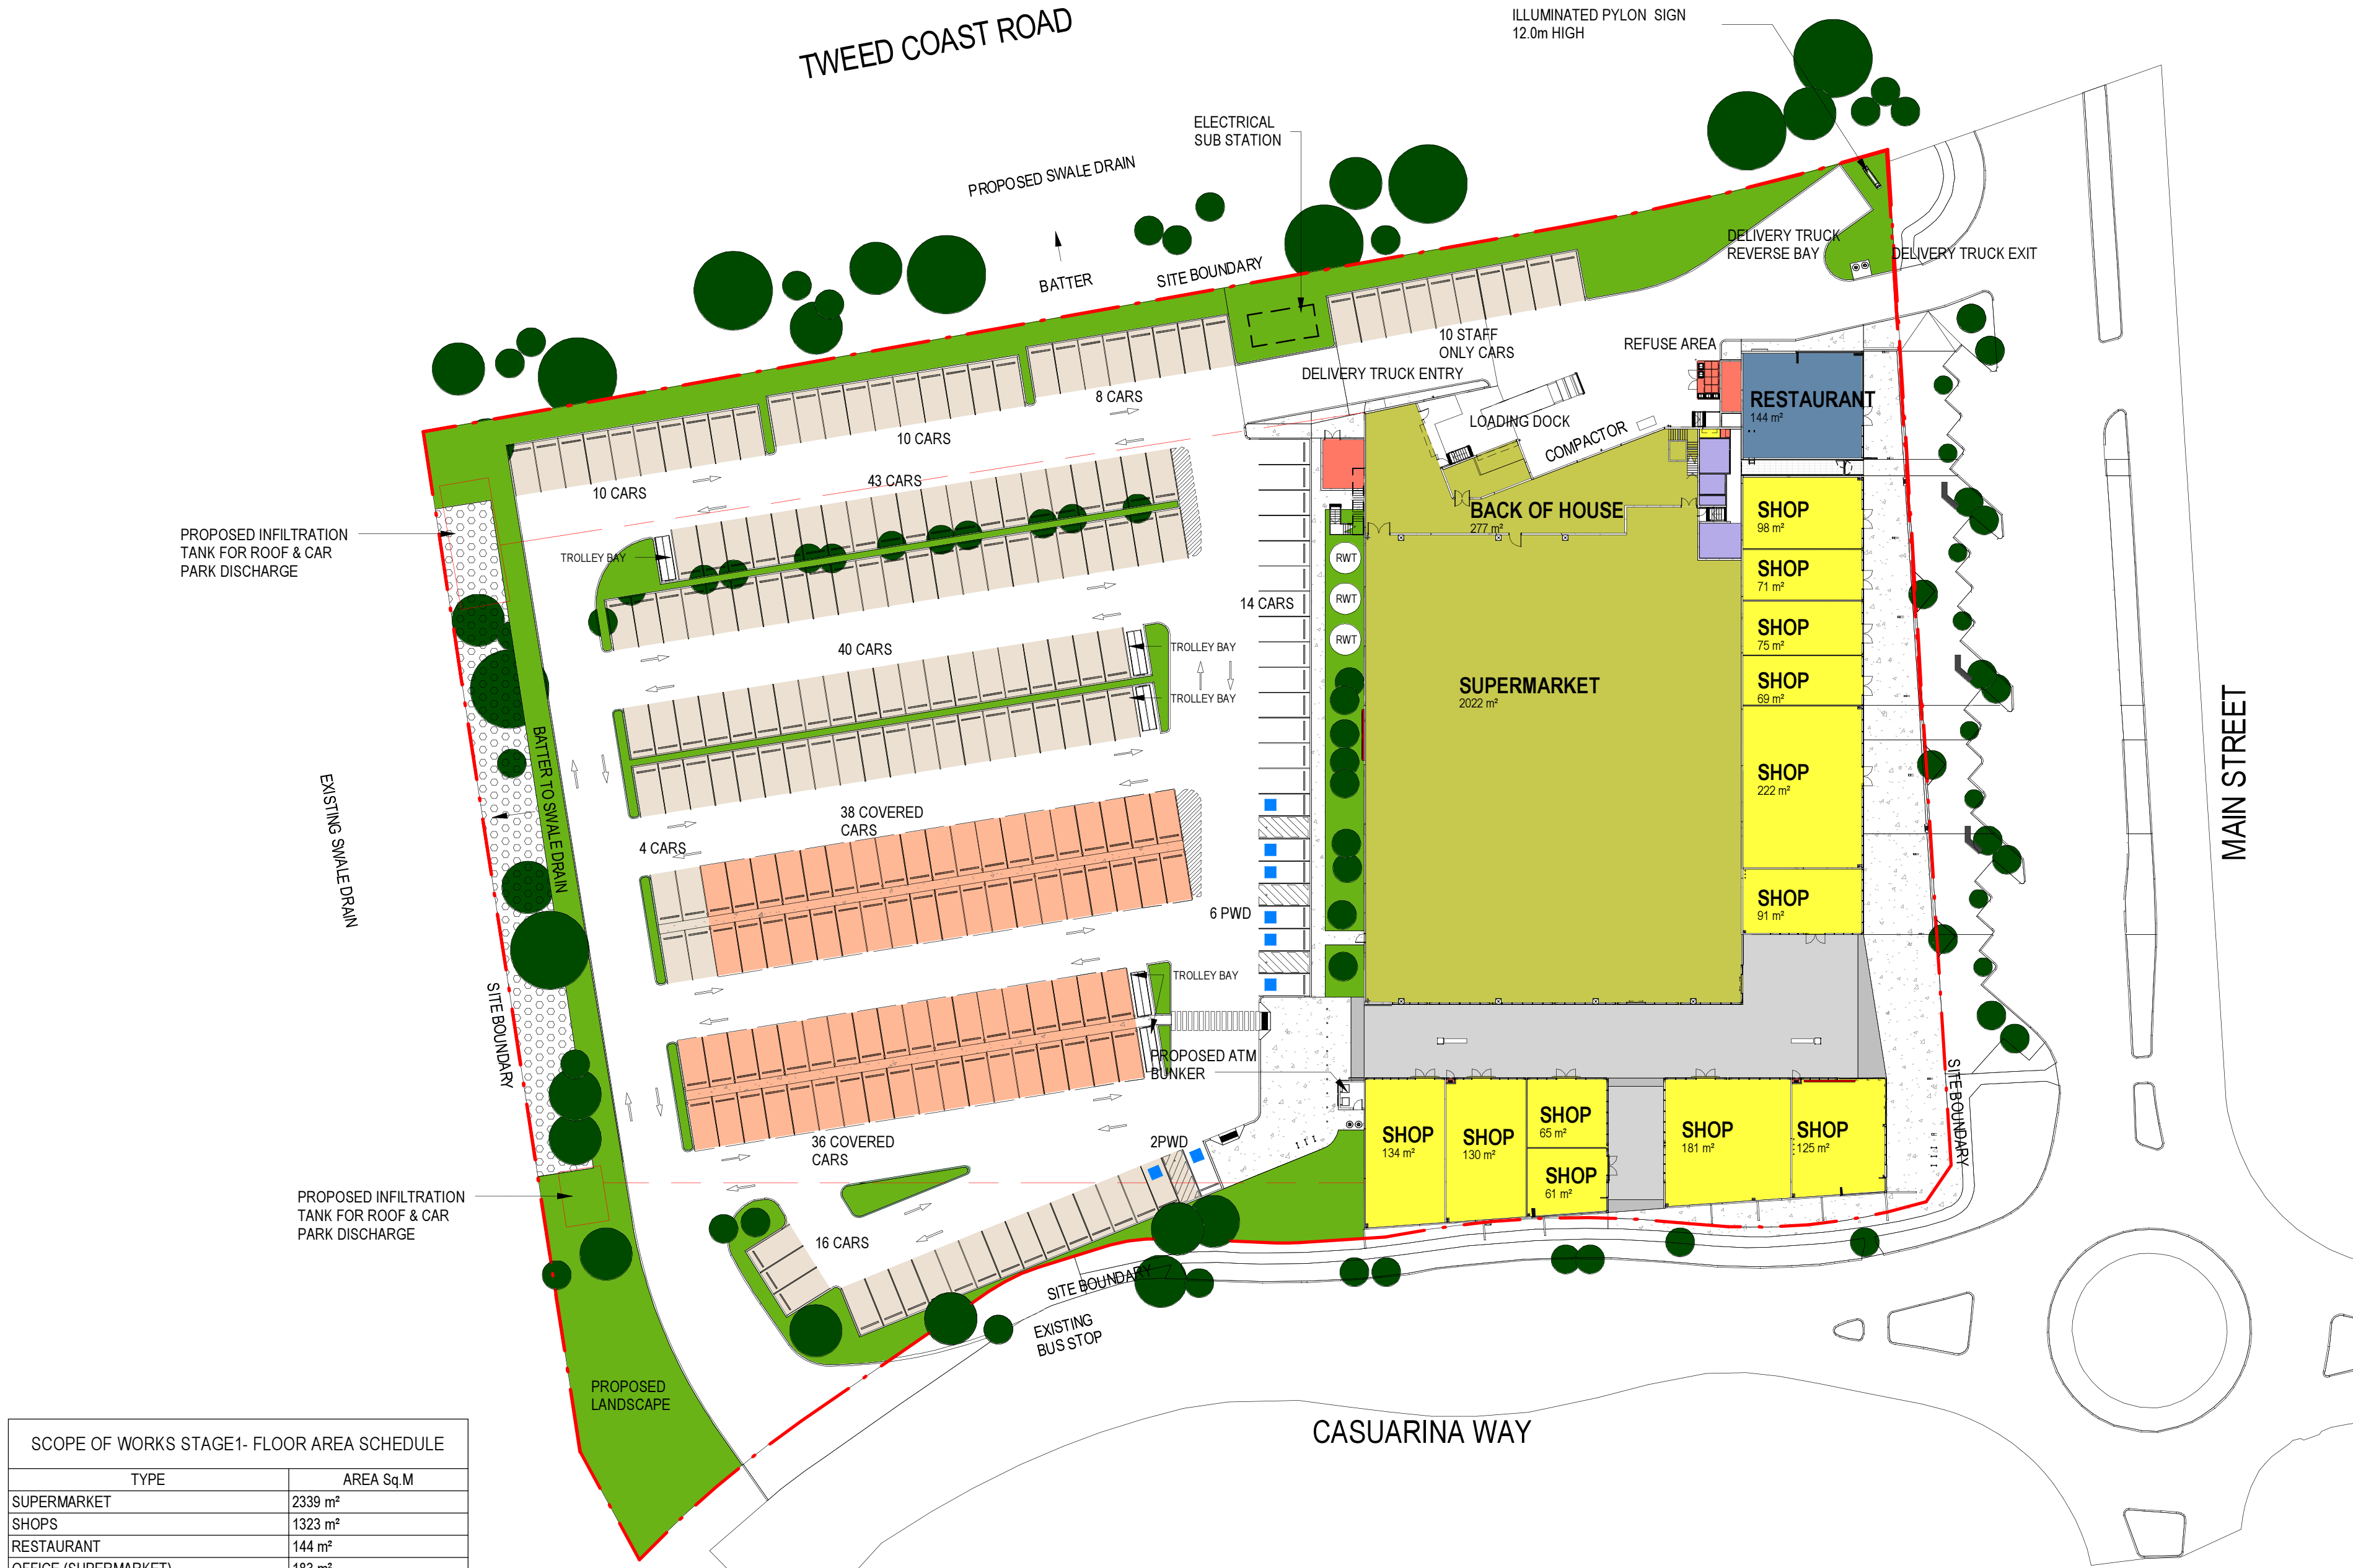 TWEED COAST ROAD
ILLUMINATED PYLON SIGN
12.0m HIGH
ELECTRICAL
SUB STATION
PROPOSED SWALE DRAIN
BATTER
SITE BOUNDARY
DELIVERY TRUCK
REVERSE BAY
DELIVERY TRUCK EXIT
10 STAFF
ONLY CARS
REFUSE AREA
DELIVERY TRUCK ENTRY
8 CARS
RESTAURANT
144 m²
LOADING DOCK
COMPACTOR
10 CARS
10 CARS
43 CARS
BACK OF HOUSE
277 m²
SHOP
98 m²
PROPOSED INFILTRATION
TANK FOR ROOF & CAR
PARK DISCHARGE
TROLLEY BAY
RWT
SHOP
71 m²
RWT
14 CARS
SHOP
75 m²
RWT
40 CARS
TROLLEY BAY
SUPERMARKET
2022 m²
SHOP
69 m²
TROLLEY BAY
BATTER TO SWALE DRAIN
EXISTING SWALE DRAIN
MAIN STREET
SHOP
222 m²
38 COVERED
CARS
4 CARS
SHOP
91 m²
6 PWD
TROLLEY BAY
SITE BOUNDARY
PROPOSED ATM
BUNKER
SITE BOUNDARY
SHOP
65 m²
SHOP
134 m²
SHOP
130 m²
SHOP
181 m²
SHOP
125 m²
36 COVERED
CARS
2PWD
SHOP
61 m²
PROPOSED INFILTRATION
TANK FOR ROOF & CAR
PARK DISCHARGE
16 CARS
SITE BOUNDARY
EXISTING
BUS STOP
PROPOSED
LANDSCAPE
CASUARINA WAY
SCOPE OF WORKS STAGE1- FLOOR AREA SCHEDULE
TYPE AREA Sq.M
SUPERMARKET 2339 m²
SHOPS 1323 m²
RESTAURANT 144 m²
OFFICE (SUPERMARKET) 183 m²